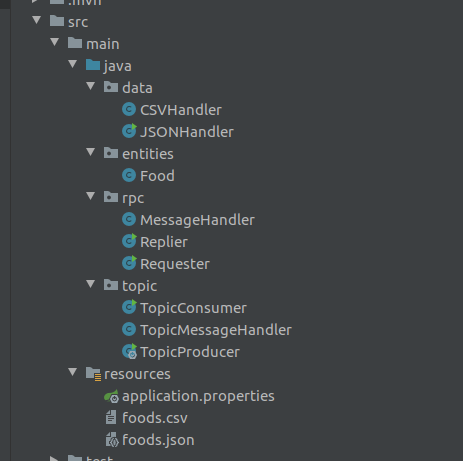 .mvn
src
main
java
data
CSVHandler
JSONHandler
entities
Food
rpc
MessageHandler
Replier
Requester
topic
TopicConsumer
TopicMessageHandler
TopicProducer
resources
application.properties
foods.csv
foods.json
test